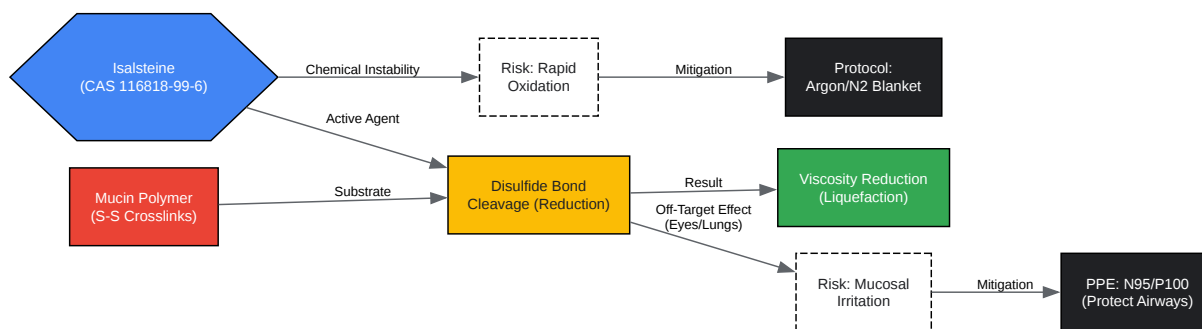 Isalsteine
(CAS 116818-99-6)
Chemical Instability
Risk: Rapid
Oxidation
Mitigation
Protocol:
Argon/N2 Blanket
Active Agent
Mucin Polymer
(S-S Crosslinks)
Substrate
Disulfide Bond
Cleavage (Reduction)
Result
Viscosity Reduction
(Liquefaction)
Off-Target Effect
(Eyes/Lungs)
Risk: Mucosal
Irritation
Mitigation
PPE: N95/P100
(Protect Airways)